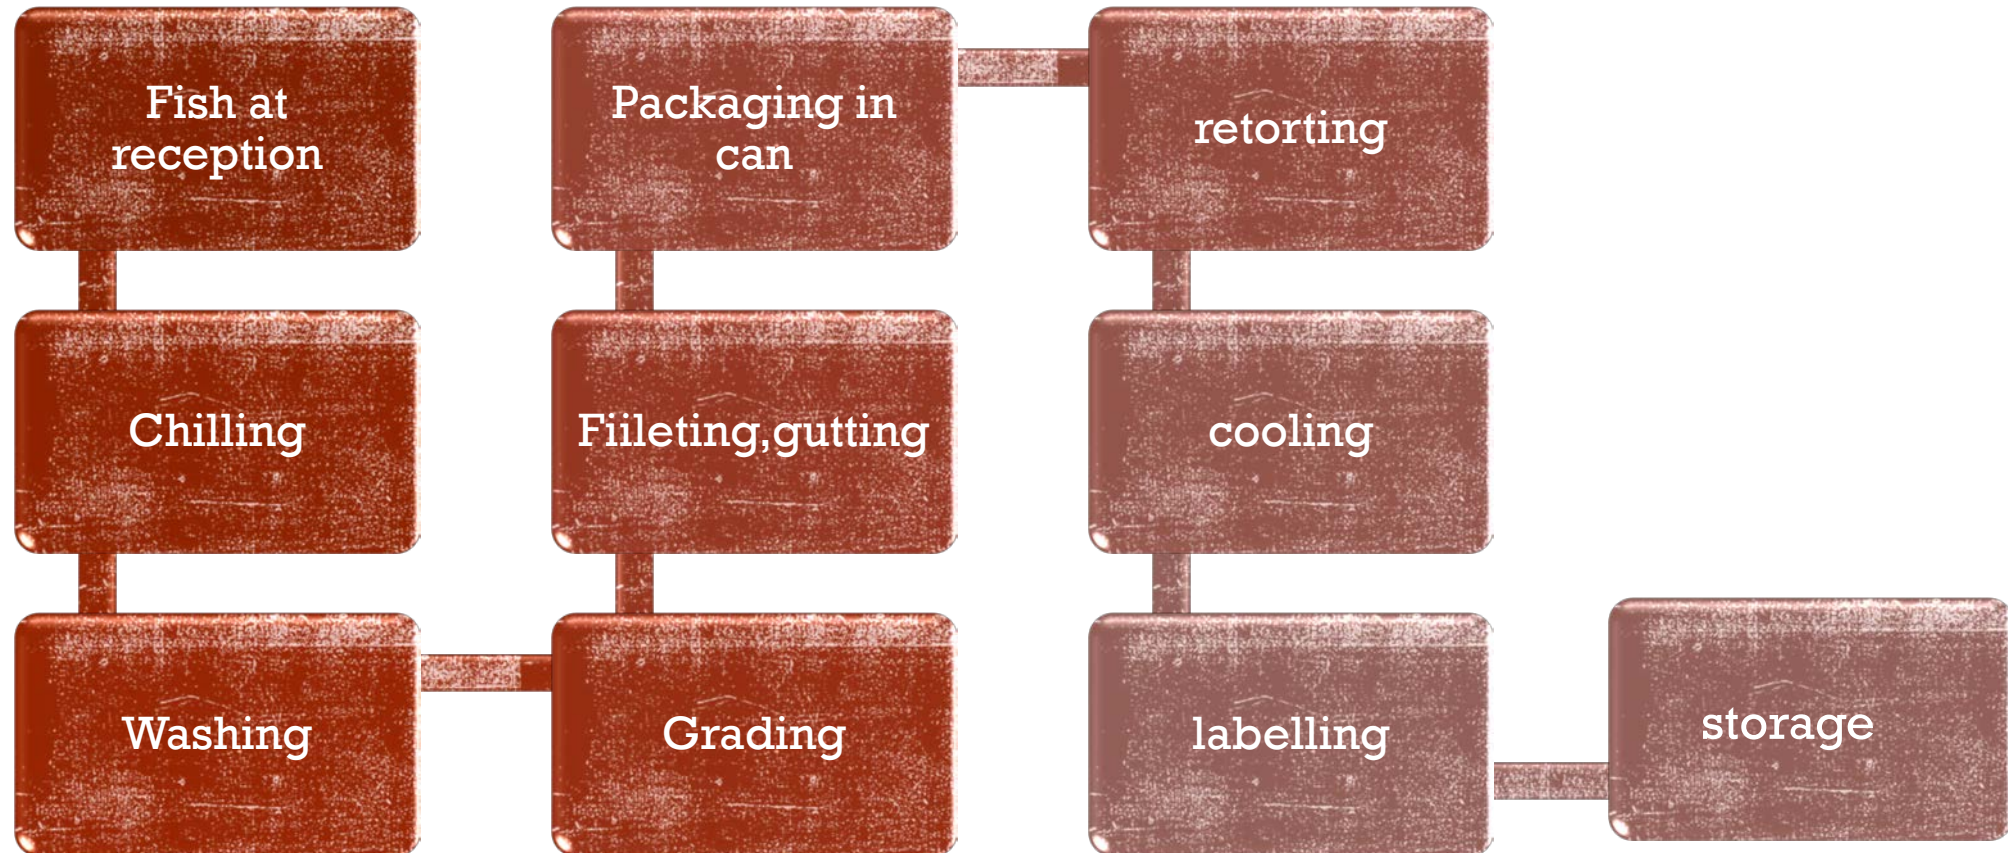 Fish at
reception
Chilling
Washing
Grading
Fiileting,gutting
Packaging in
can
retorting
cooling
labelling
storage